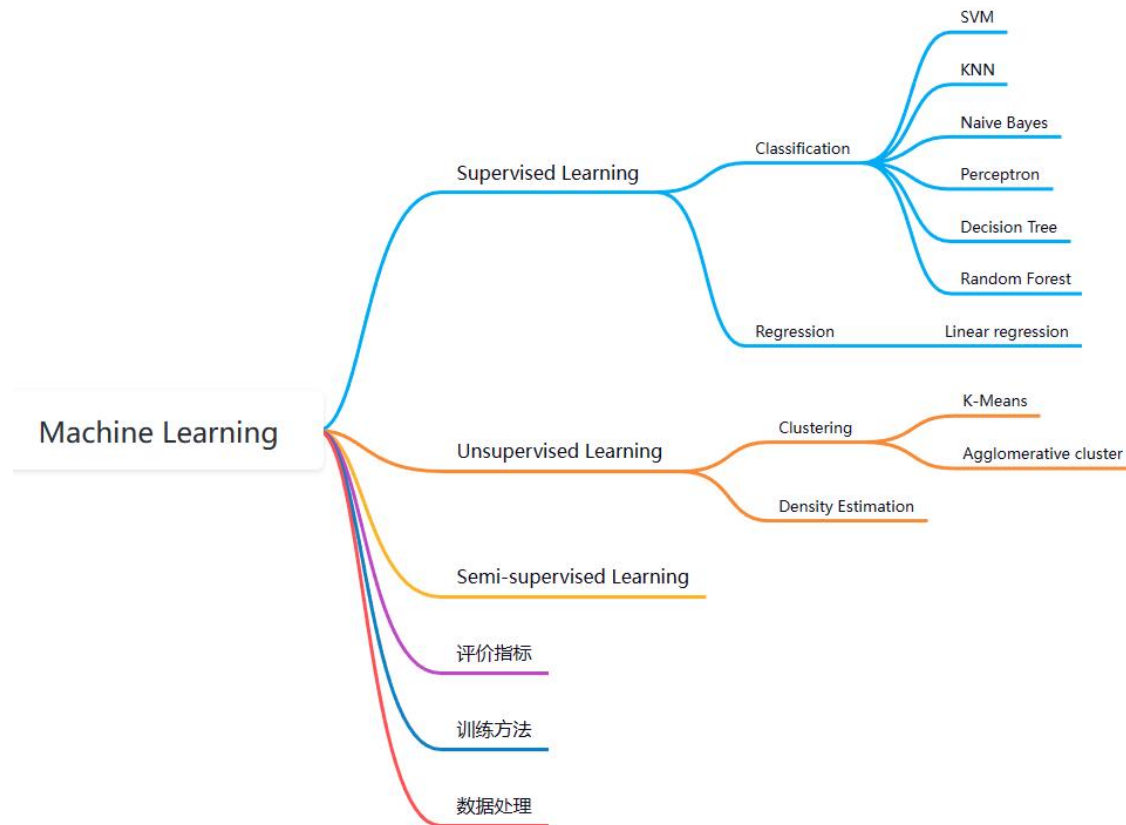 Machine Learning
Supervised Learning
Classification
SVM
KNN
Naive Bayes
Perceptron
Decision Tree
Random Forest
Regression
Linear regression
Unsupervised Learning
Clustering
K-Means
Agglomerative cluster
Density Estimation
Semi-supervised Learning
评价指标
训练方法
数据处理